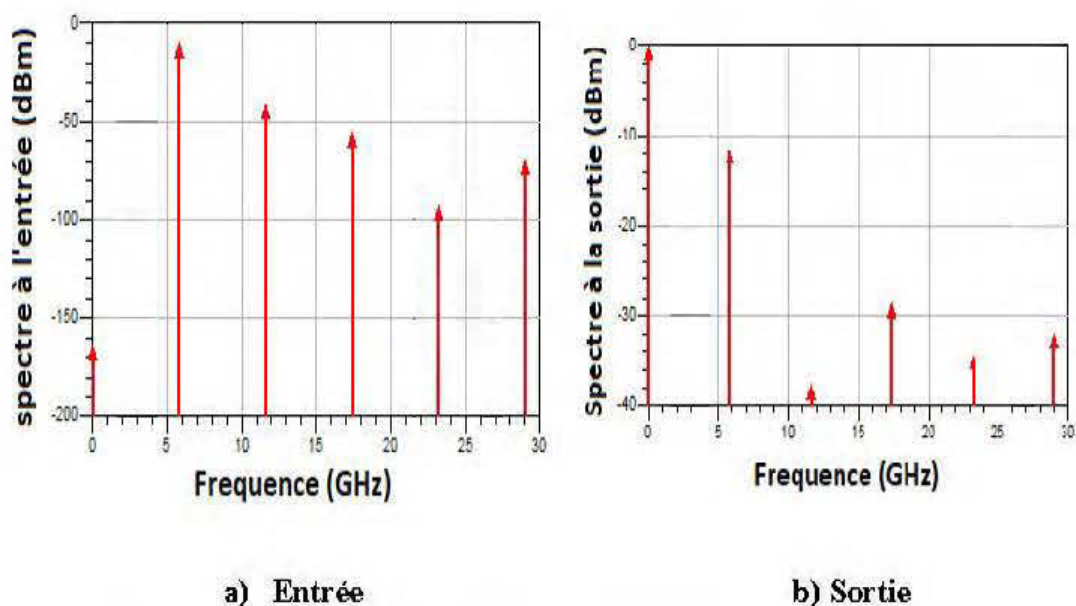 spectre à l'entrée (dBm)
0
-50
-100
-150
-200
0 5 10 15 20 25 30
Frequence (GHz)
Spectre à la sortie (dBm)
0
-10
-20
-30
-40
0 5 10 15 20 25 30
Frequence (GHz)
a) Entrée
b) Sortie